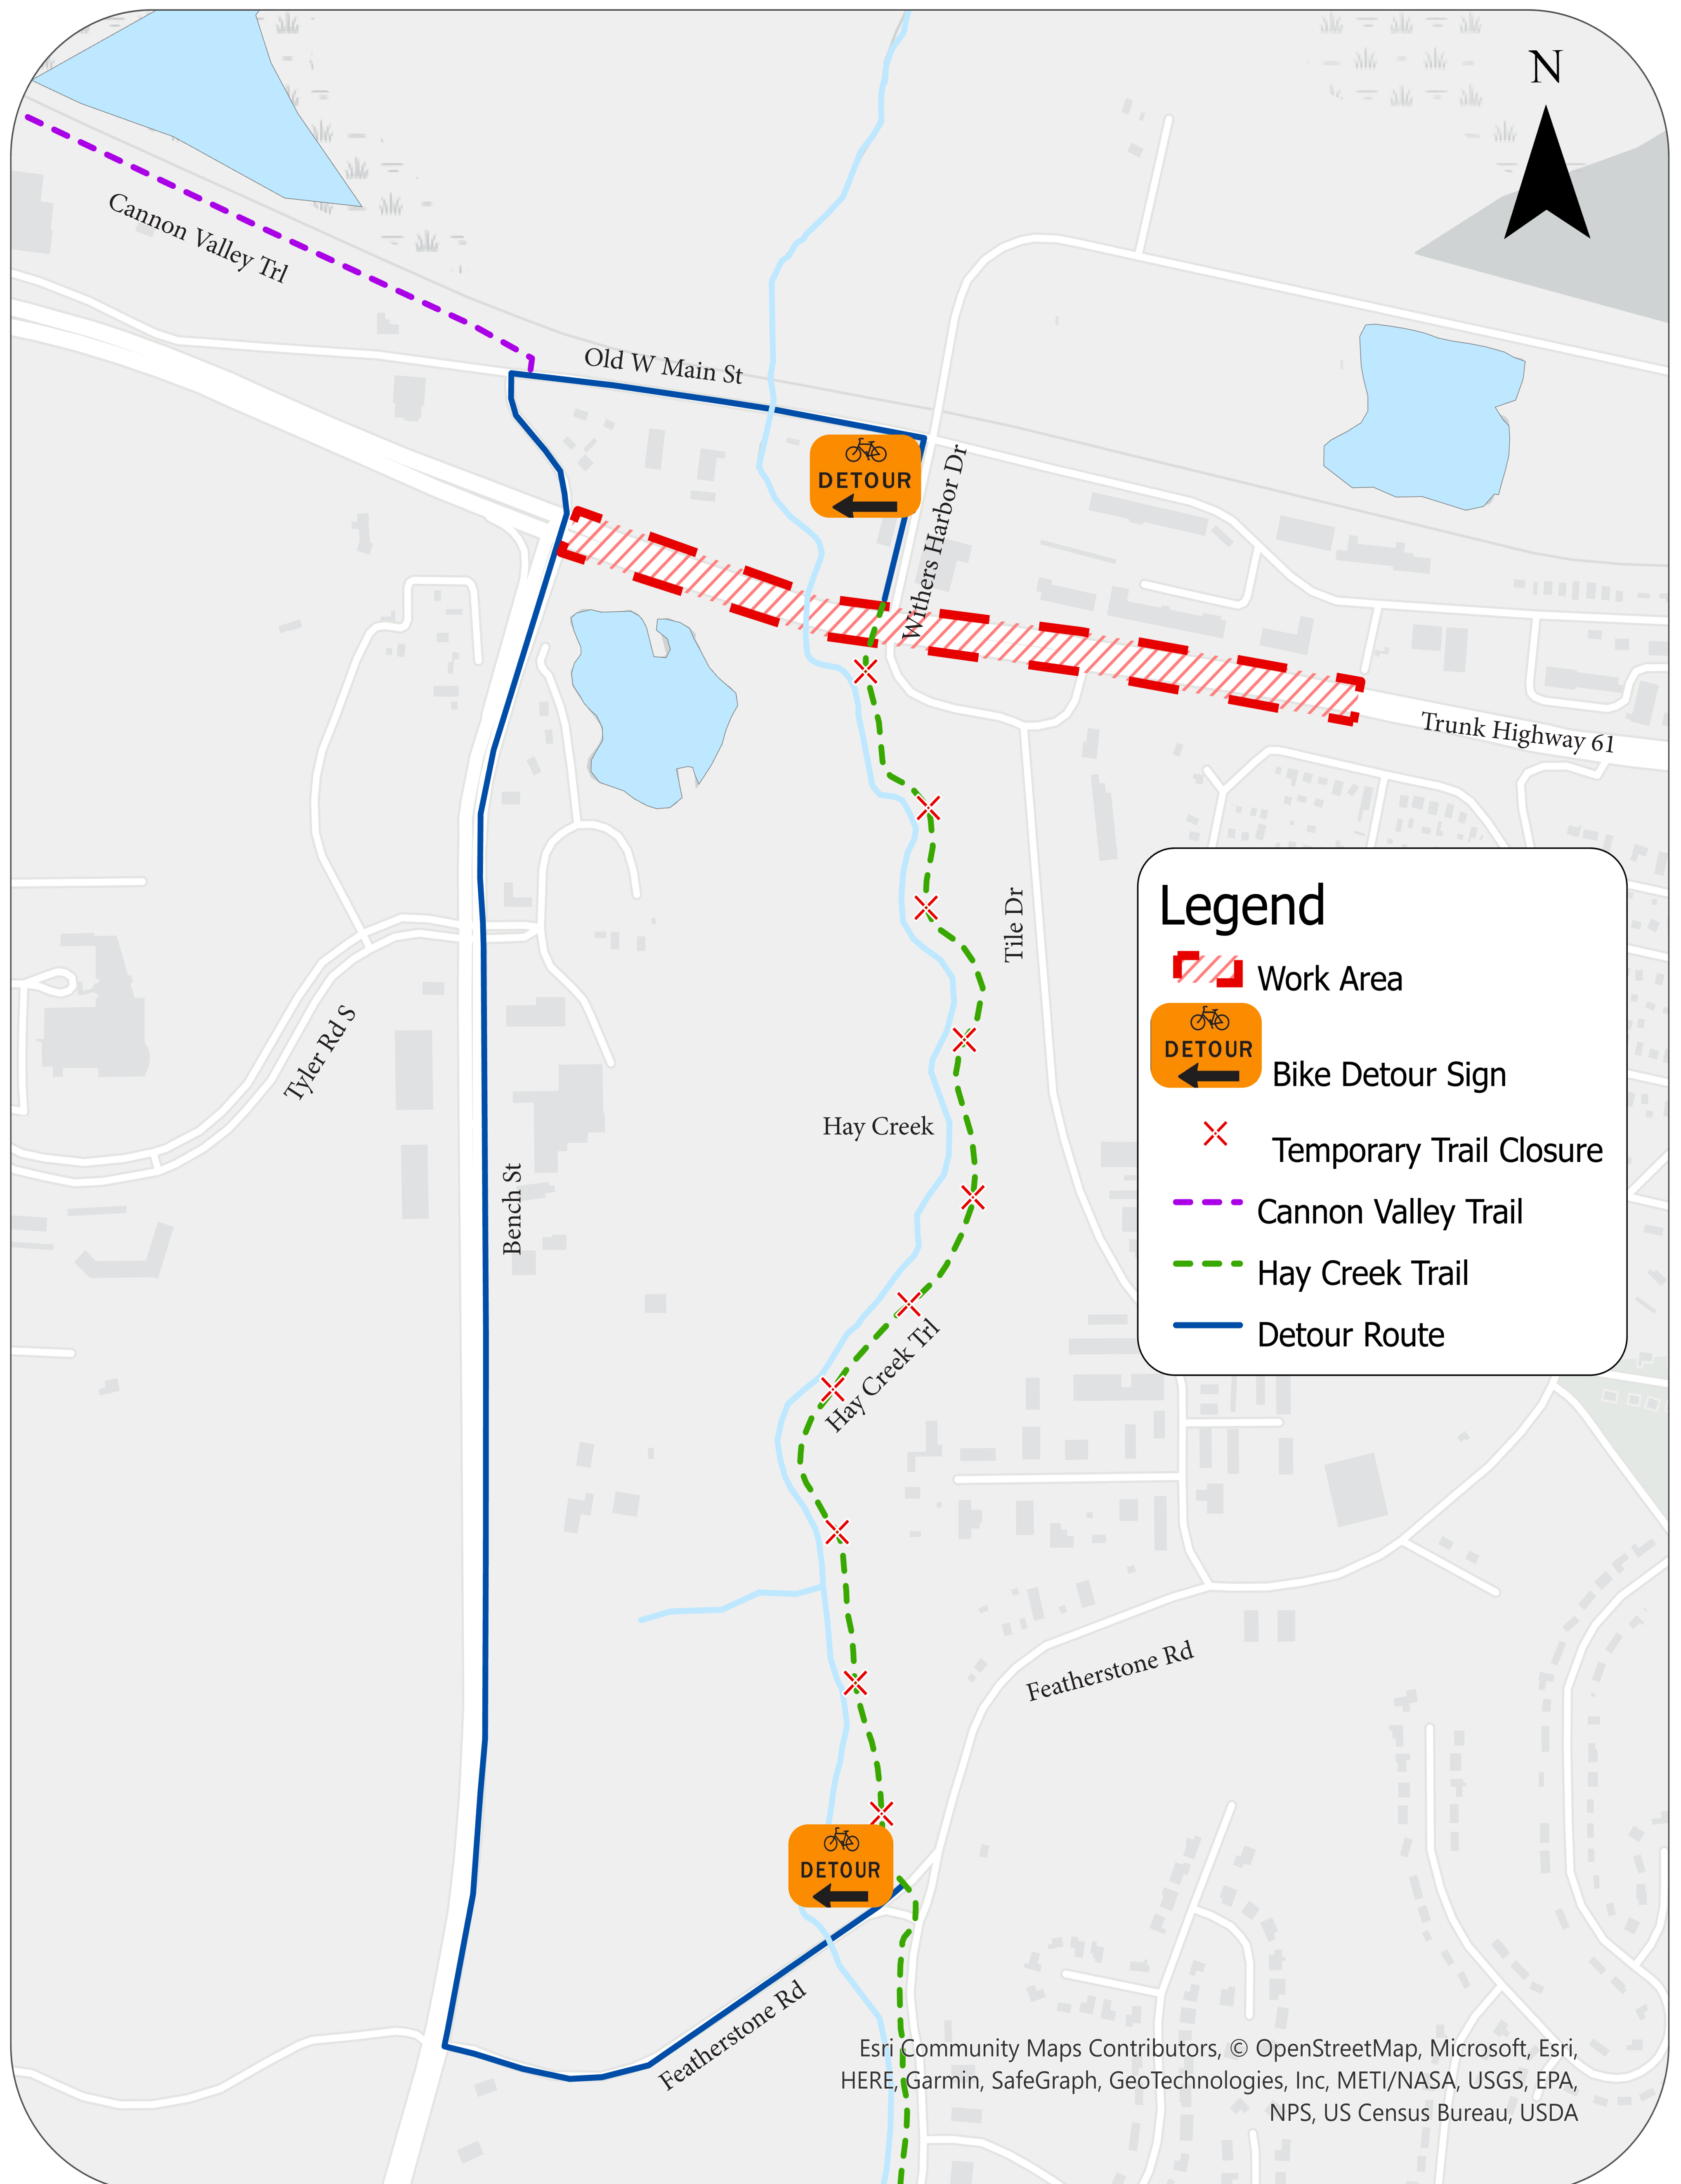 N
Cannon Valley Trl
Old W Main St
DETOUR
Withers Harbor Dr
Trunk Highway 61
Tile Dr
Legend
Work Area
DETOUR
Bike Detour Sign
Temporary Trail Closure
Cannon Valley Trail
Hay Creek Trail
Detour Route
Tyler Rd S
Hay Creek
Bench St
Hay Creek Trl
Featherstone Rd
DETOUR
Featherstone Rd
Esri Community Maps Contributors, © OpenStreetMap, Microsoft, Esri,
HERE, Garmin, SafeGraph, GeoTechnologies, Inc, METI/NASA, USGS, EPA,
NPS, US Census Bureau, USDA